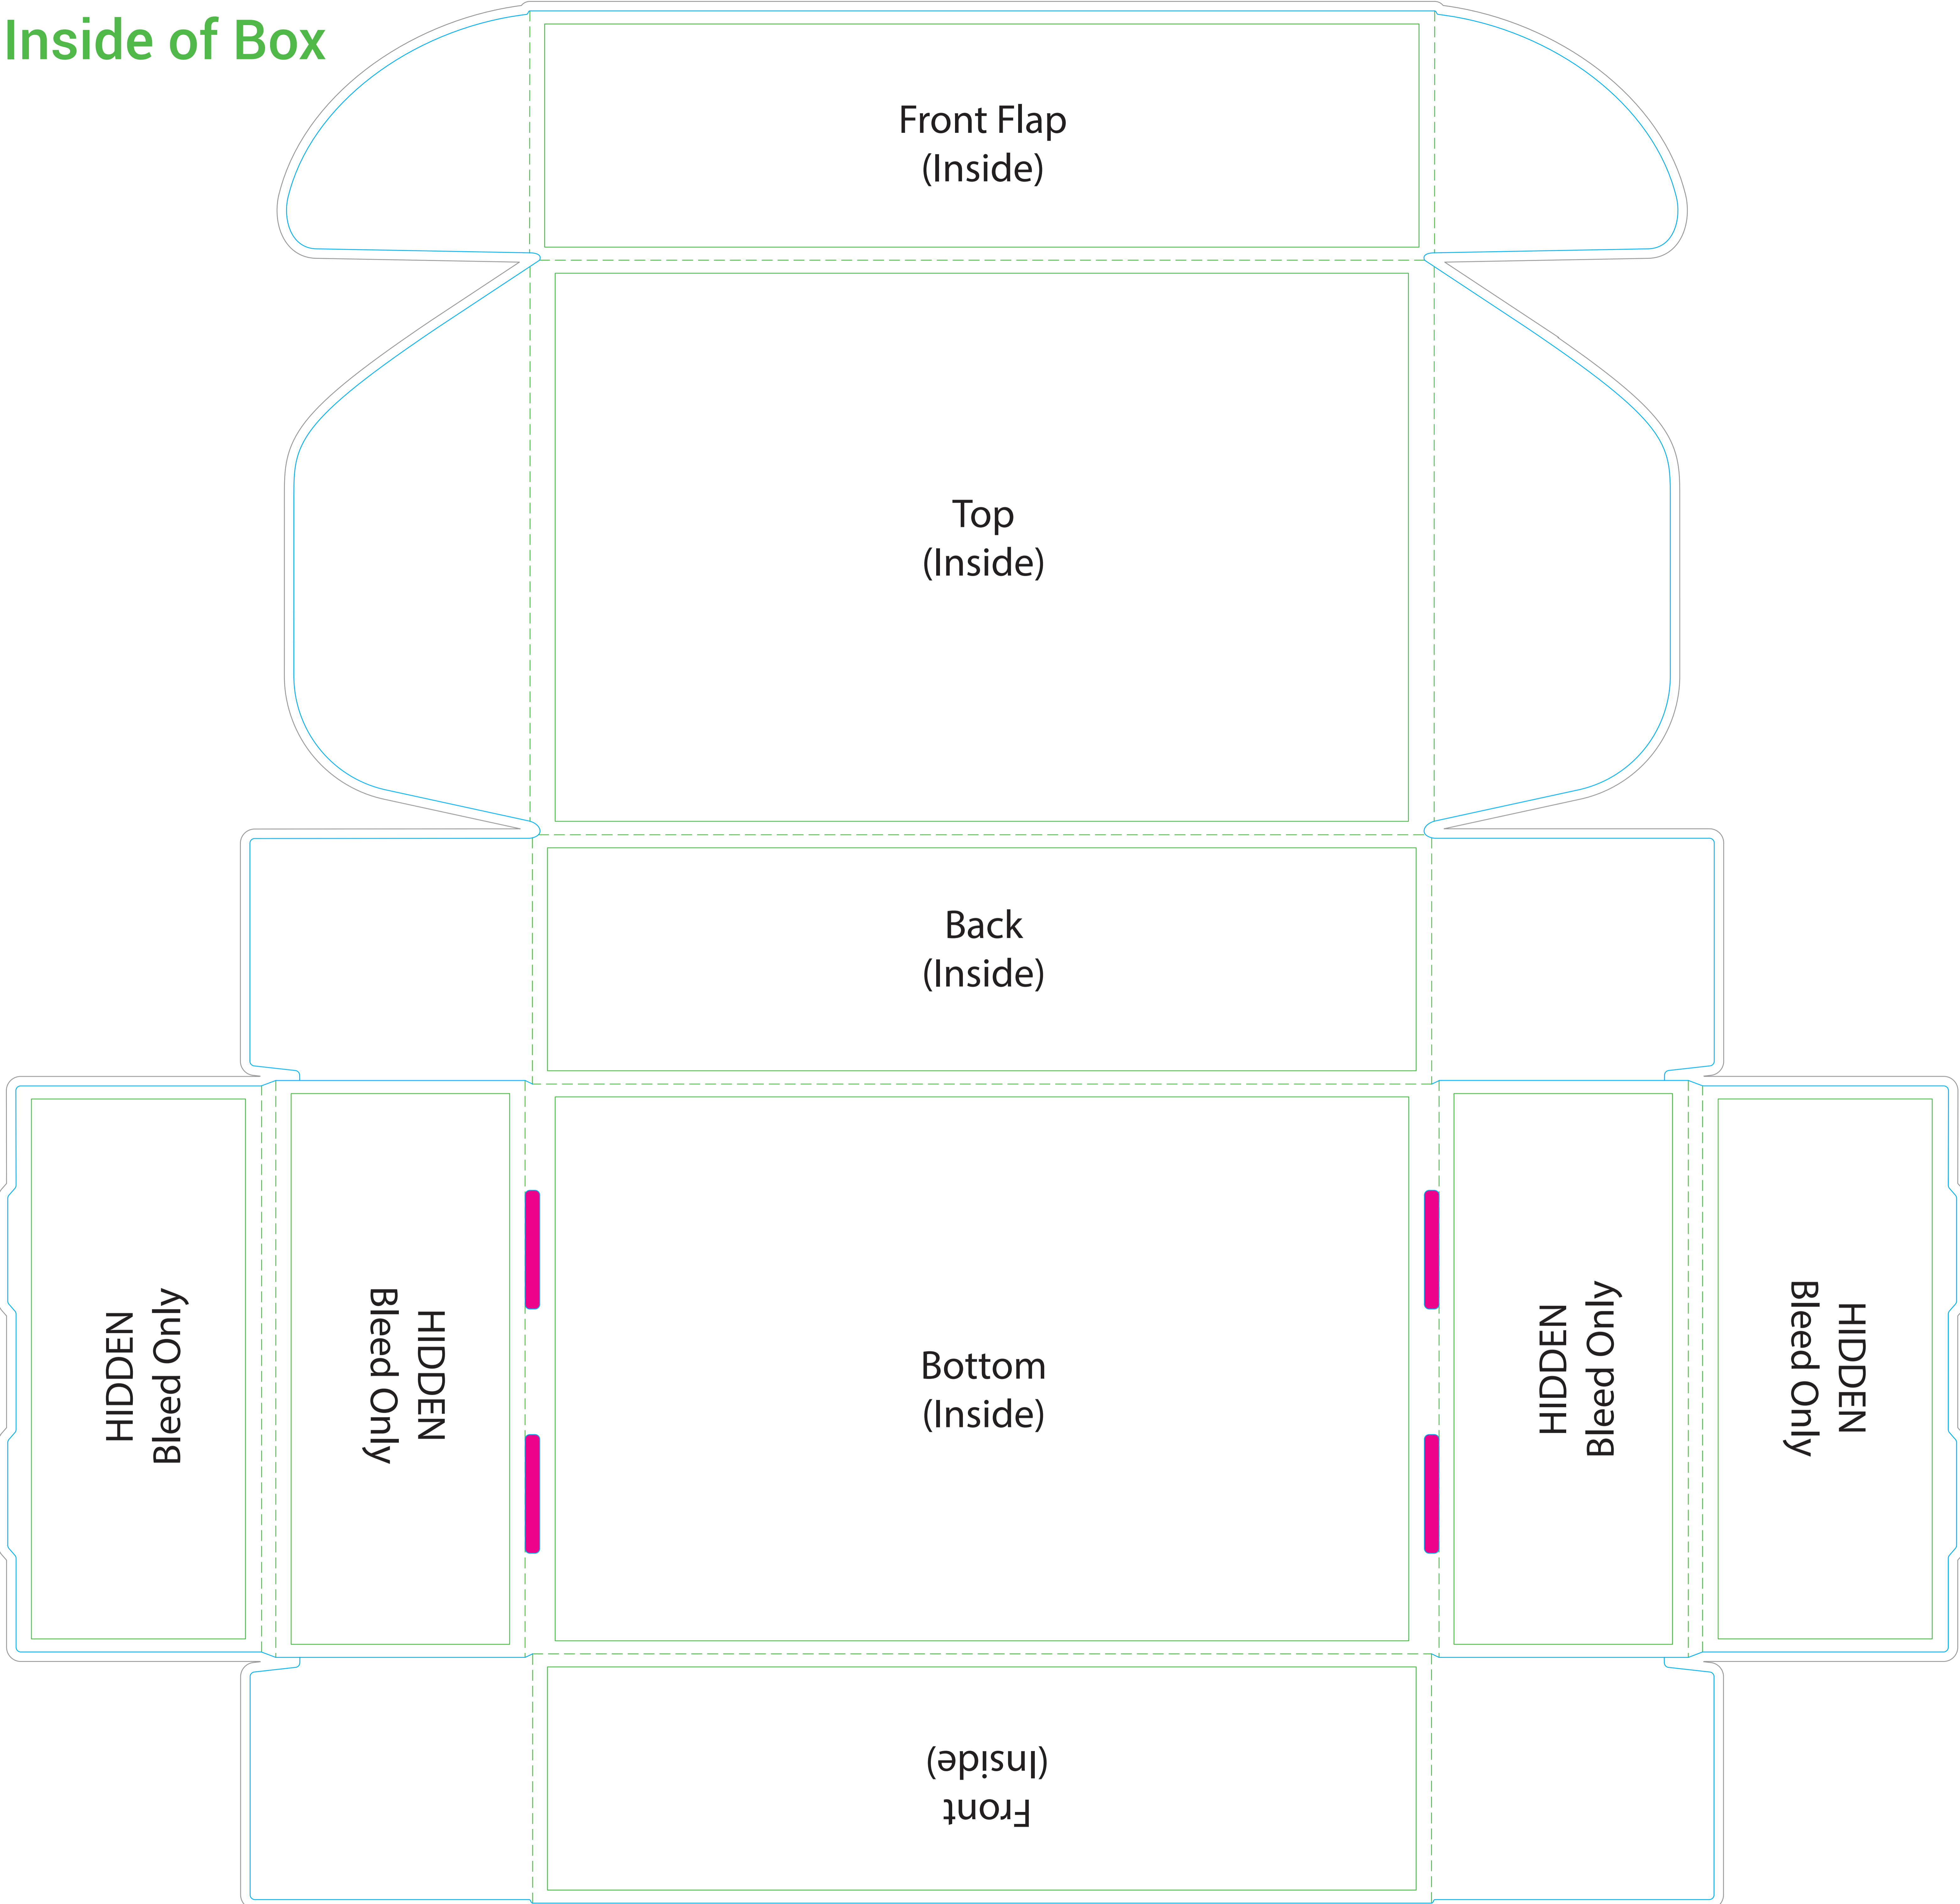 Inside of Box
Front Flap
(Inside)
Top
(Inside)
Back
(Inside)
HIDDEN
Bleed Only
HIDDEN
Bleed Only
Bottom
(Inside)
HIDDEN
Bleed Only
HIDDEN
Bleed Only
Front
(Inside)